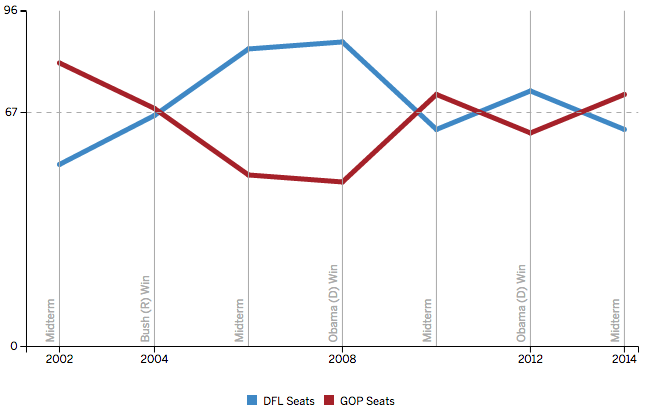 96
67
0
Midterm
Bush (R) Win
Midterm
Obama (D) Win
Midterm
Obama (D) Win
Midterm
2002
2004
2008
2012
2014
DFL Seats
GOP Seats